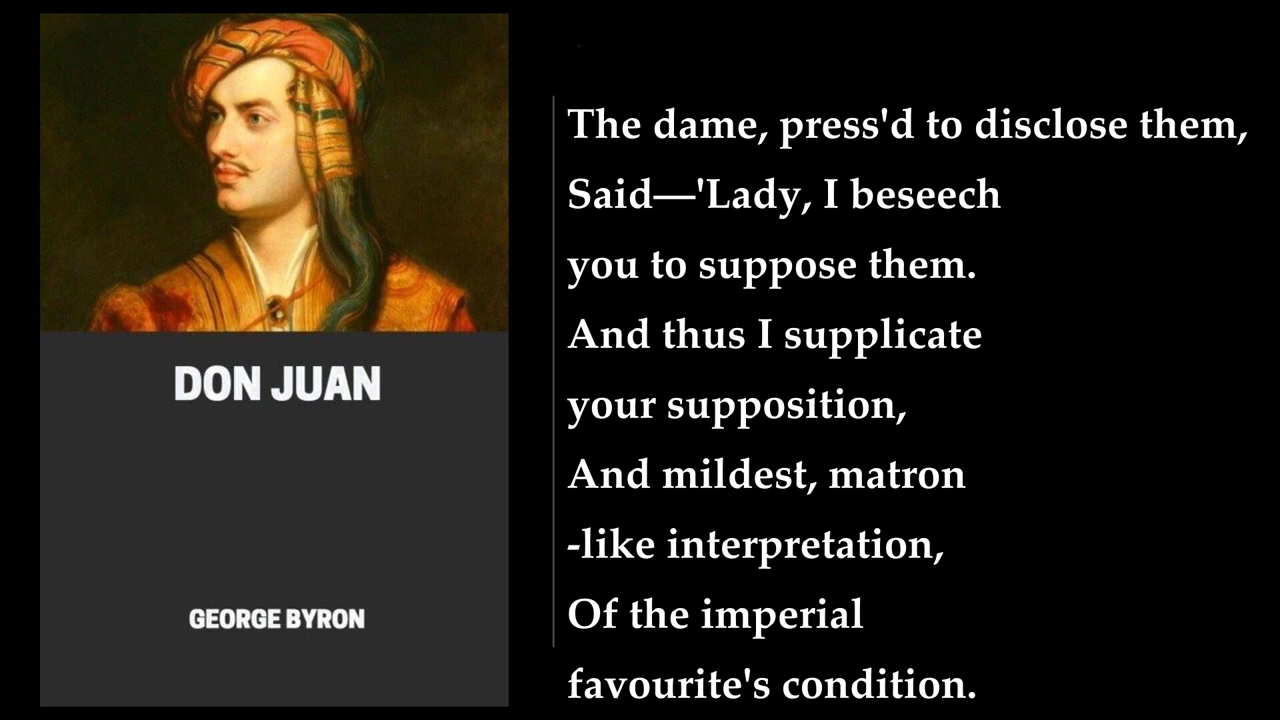 DON JUAN
GEORGE BYRON
The dame, press'd to disclose them,
Said—'Lady, I beseech
you to suppose them.
And thus I supplicate
your supposition,
And mildest, matron
-like interpretation,
Of the imperial
favourite's condition.